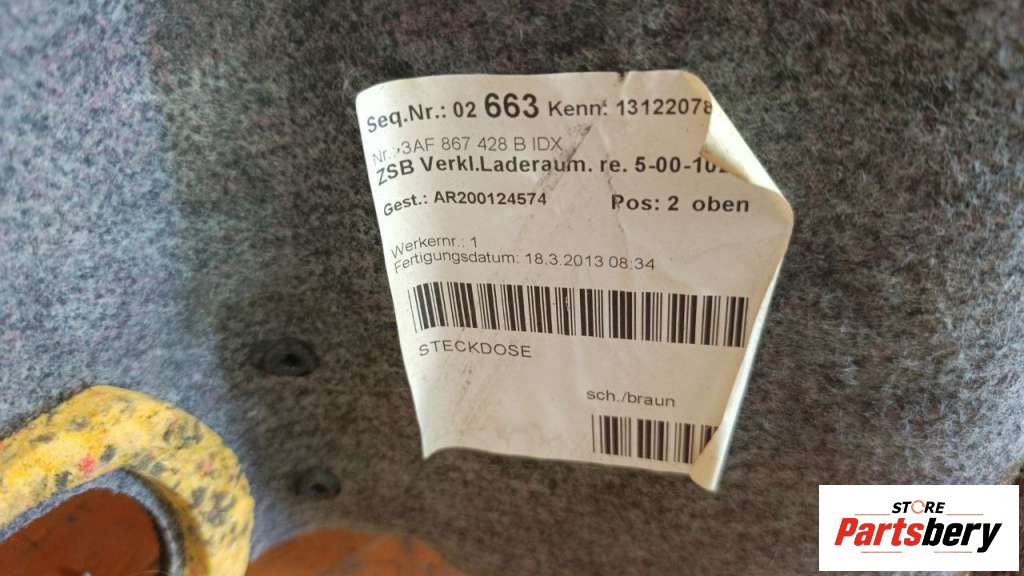 Seq.Nr.: 02 663 Kenn: 13122078
Nr.: 3AF 867 428 B IDX
ZSB Verkl.Laderaum. re. 5-00-102
Gest.: AR200124574 Pos: 2 oben
Werkernr.: 1
Fertigungsdatum: 18.3.2013 08:34
STECKDOSE
sch./braun
STORE
Partsbery